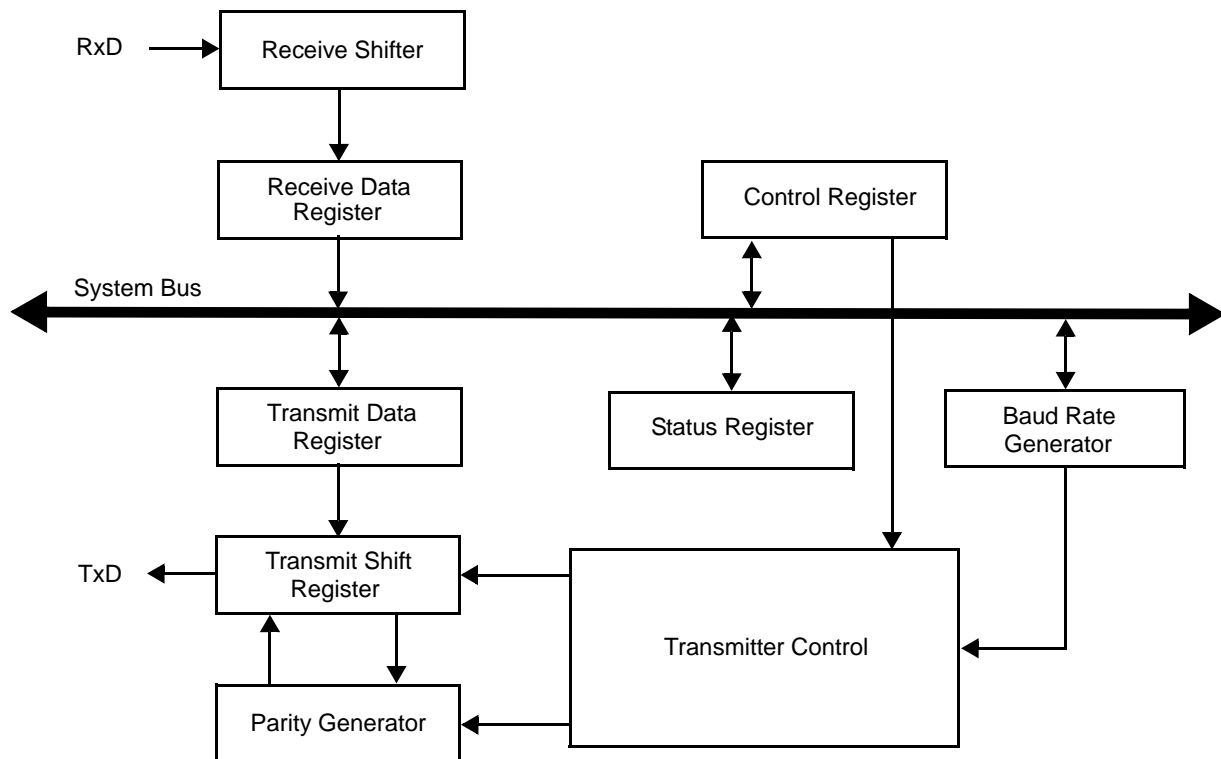 RxD
Receive Shifter
Receive Data
Register
Control Register
System Bus
Transmit Data
Register
Status Register
Baud Rate
Generator
TxD
Transmit Shift
Register
Transmitter Control
Parity Generator